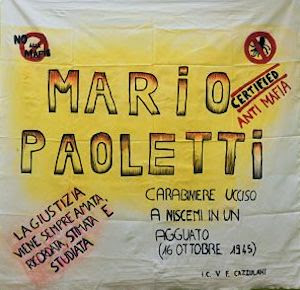 NO ALLA
MAFIA
MARIO
PAOLETTI
CERTIFIED
ANTI MAFIA
LA GIUSTIZIA
VIENE SEMPRE AMATA,
RICORDATA, STIMATA E
STUDIATA
CARABINIERE UCCISO
A NISCEMI IN UN
AGGUATO
(16 OTTOBRE 1945)
I.C. V F. CAZZULANI